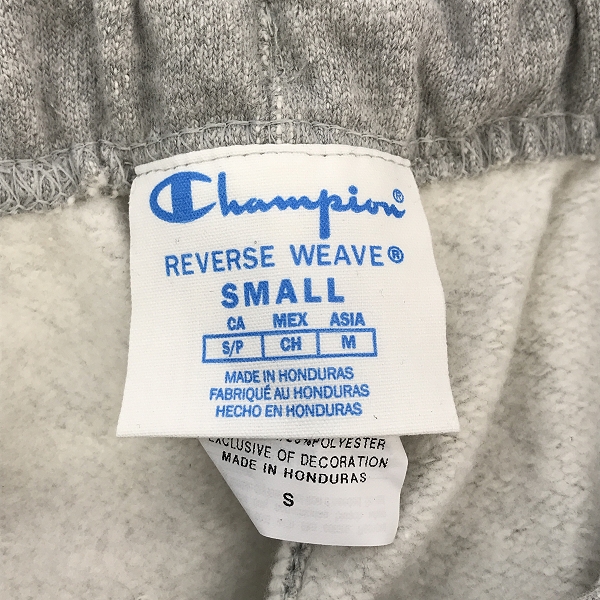 Champion®
REVERSE WEAVE®
SMALL
CA MEX ASIA
S/P CH M
MADE IN HONDURAS
FABRIQUÉ AU HONDURAS
HECHO EN HONDURAS
POLYESTER
EXCLUSIVE OF DECORATION
MADE IN HONDURAS
S